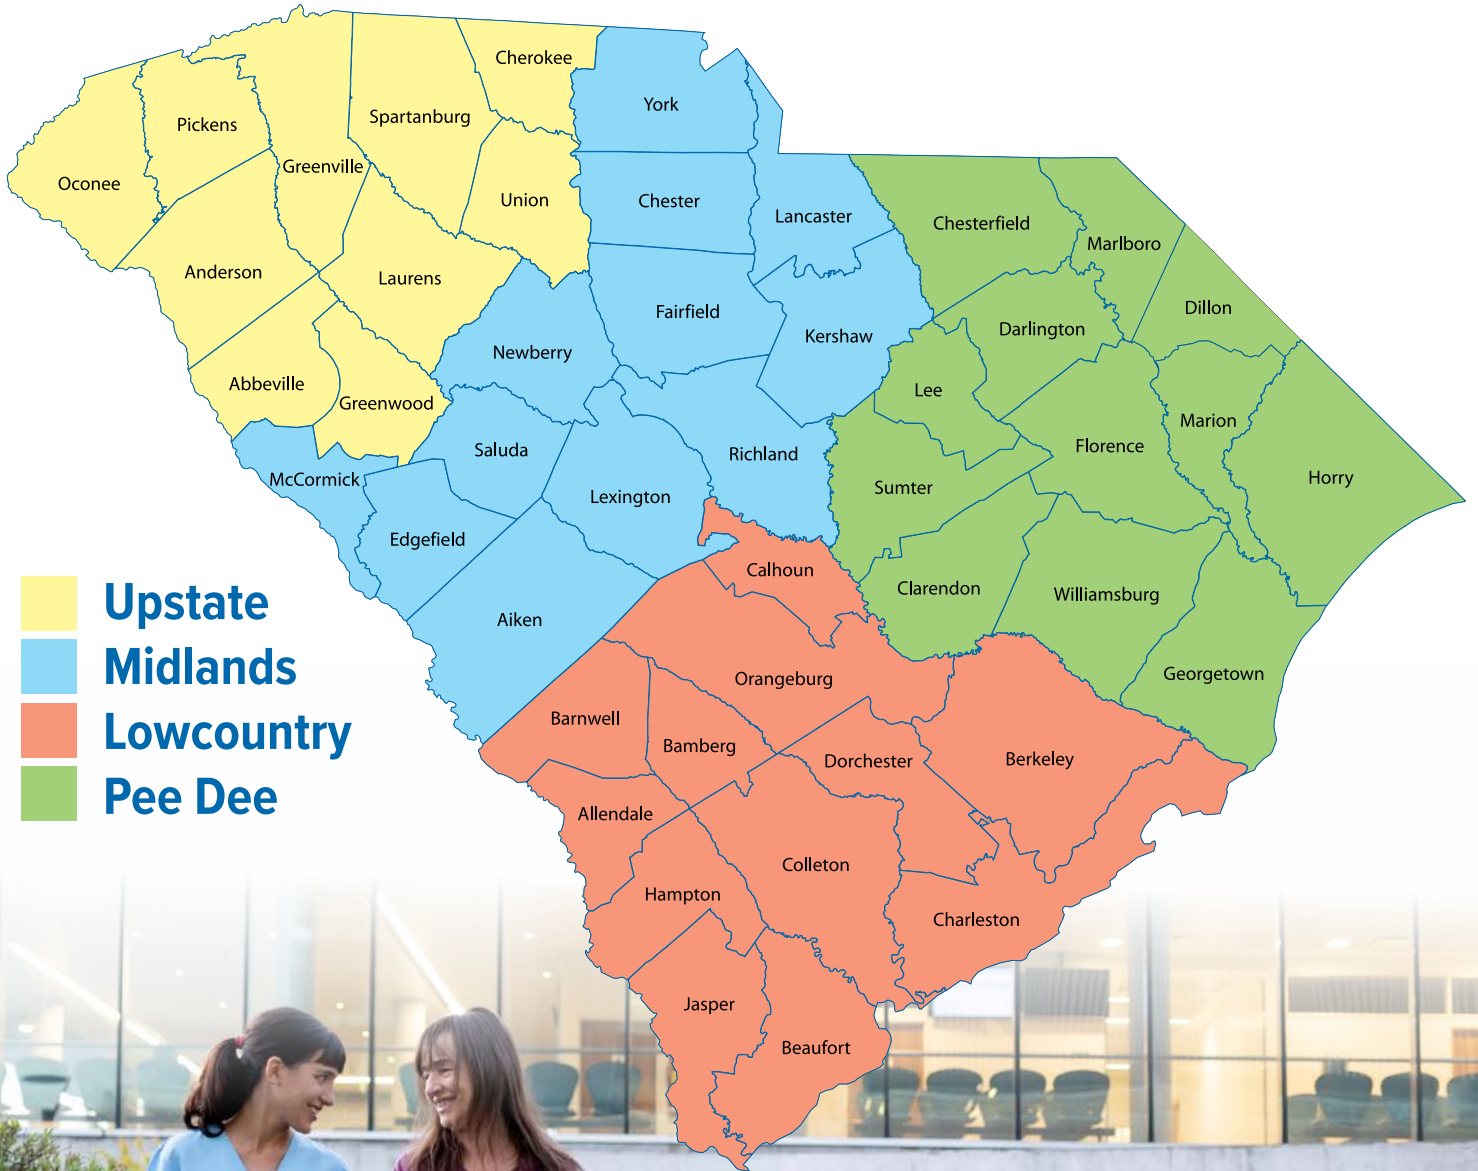 Cherokee
York
Spartanburg
Pickens
Greenville
Oconee
Union
Chester
Lancaster
Chesterfield
Marlboro
Anderson
Laurens
Fairfield
Dillon
Darlington
Kershaw
Newberry
Abbeville
Greenwood
Lee
Marion
Florence
Saluda
Richland
McCormick
Horry
Sumter
Lexington
Edgefield
Calhoun
Clarendon
Williamsburg
Aiken
Georgetown
Orangeburg
Barnwell
Bamberg
Dorchester
Berkeley
Allendale
Colleton
Hampton
Charleston
Jasper
Beaufort
Upstate
Midlands
Lowcountry
Pee Dee